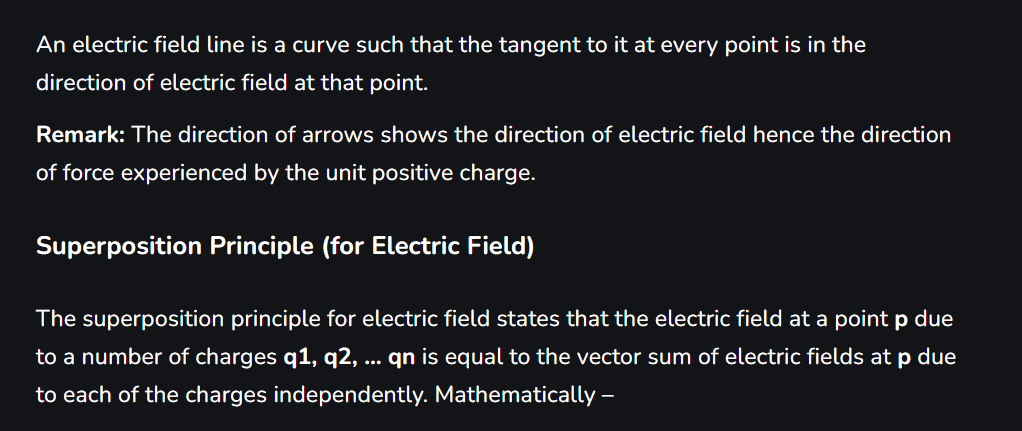 An electric field line is a curve such that the tangent to it at every point is in the
direction of electric field at that point.
Remark: The direction of arrows shows the direction of electric field hence the direction
of force experienced by the unit positive charge.
Superposition Principle (for Electric Field)
The superposition principle for electric field states that the electric field at a point p due
to a number of charges q1, q2, ... qn is equal to the vector sum of electric fields at p due
to each of the charges independently. Mathematically –